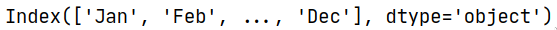 Index(['Jan', 'Feb', ..., 'Dec'], dtype='object')